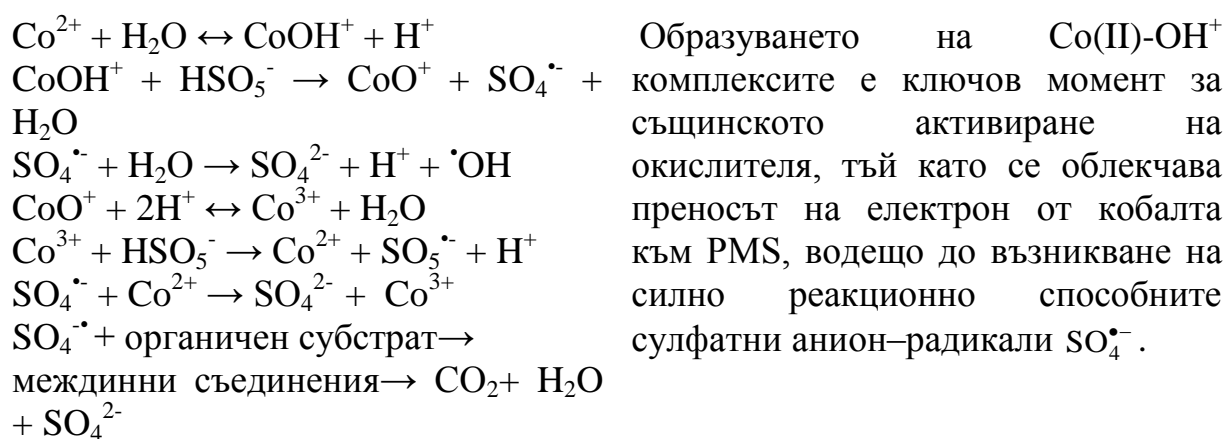 Co²⁺ + H₂O ↔ CoOH⁺ + H⁺
CoOH⁺ + HSO₅⁻ → CoO⁺ + SO₄•⁻ +
H₂O
SO₄•⁻ + H₂O → SO₄²⁻ + H⁺ + •OH
CoO⁺ + 2H⁺ ↔ Co³⁺ + H₂O
Co³⁺ + HSO₅⁻ → Co²⁺ + SO₅•⁻ + H⁺
SO₄•⁻ + Co²⁺ → SO₄²⁻ + Co³⁺
SO₄⁻• + органичен субстрат→
междинни съединения→ CO₂+ H₂O
+ SO₄²⁻
Образуването на Co(II)-OH⁺
комплексите е ключов момент за
същинското активиране на
окислителя, тъй като се облекчава
преносът на електрон от кобалта
към PMS, водещо до възникване на
силно реакционно способните
сулфатни анион–радикали SO₄•⁻ .